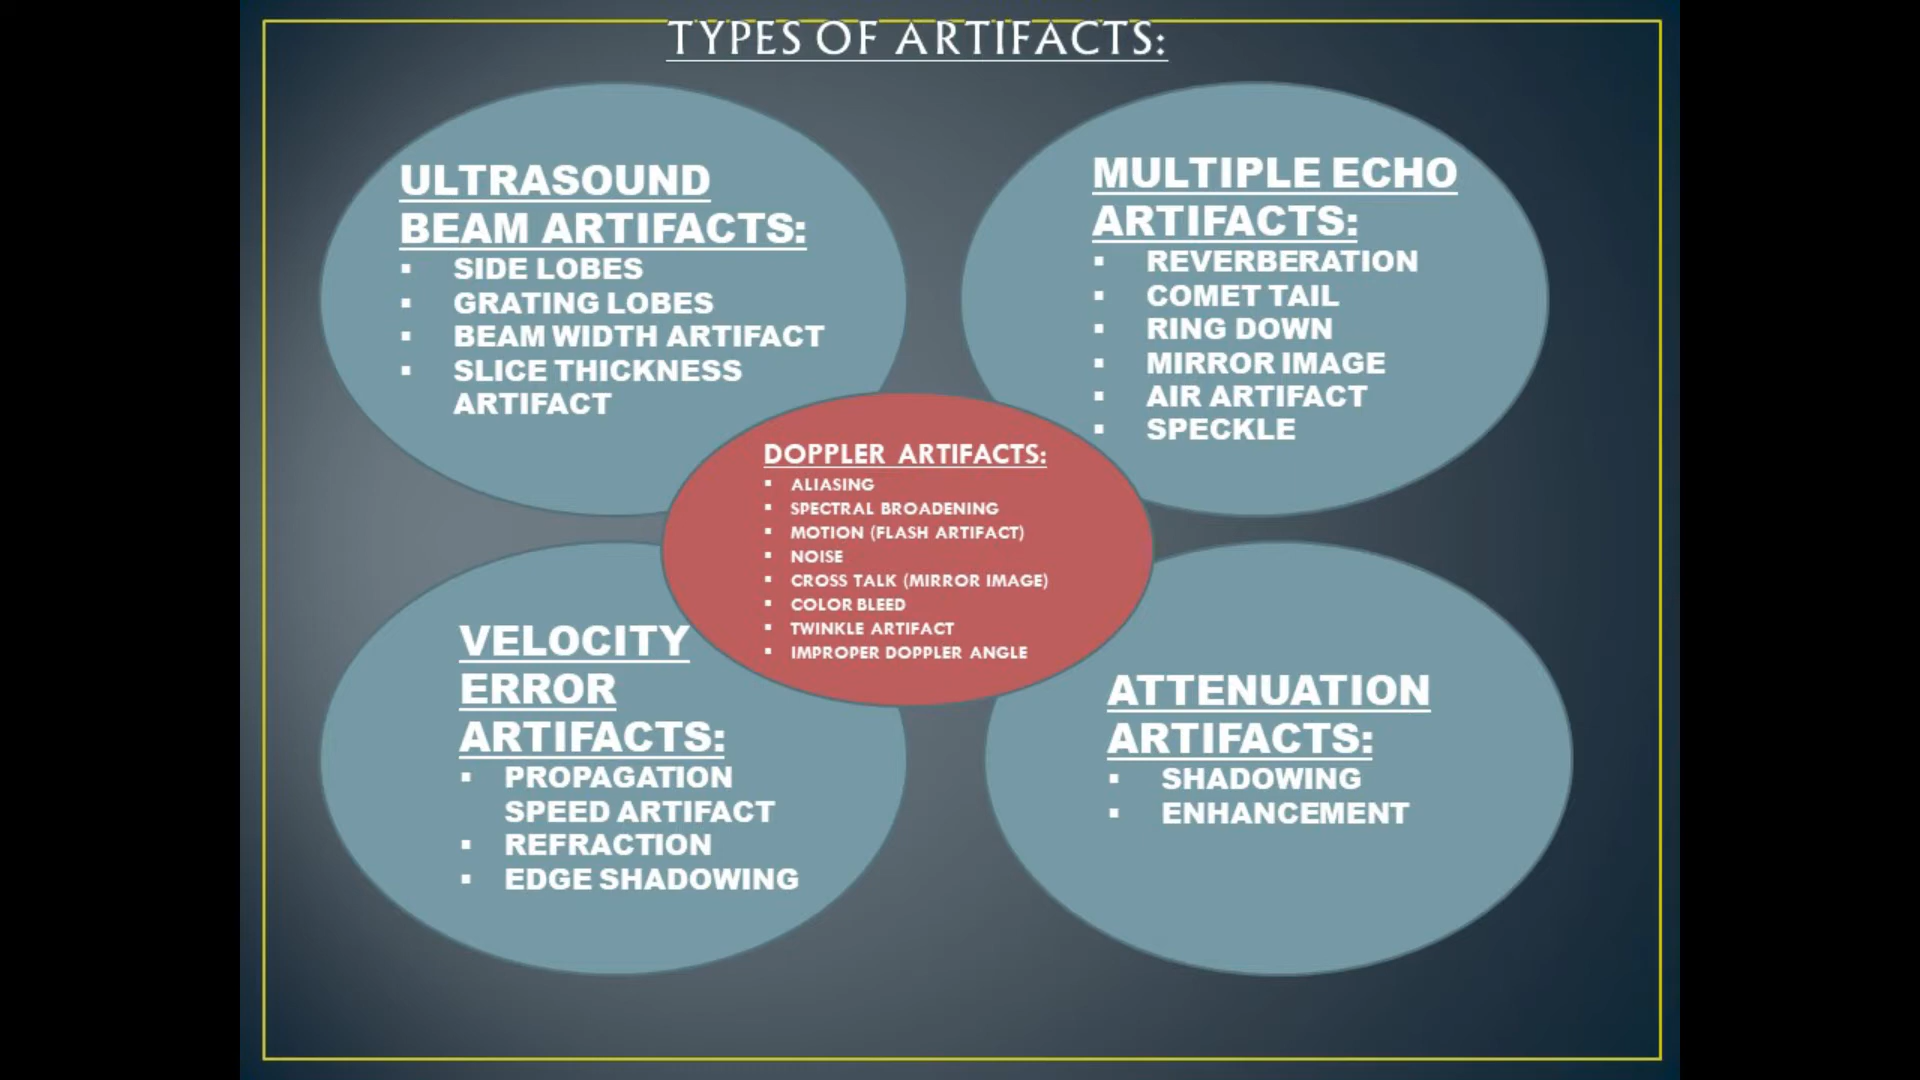 TYPES OF ARTIFACTS:
ULTRASOUND
BEAM ARTIFACTS:
▪ SIDE LOBES
▪ GRATING LOBES
▪ BEAM WIDTH ARTIFACT
▪ SLICE THICKNESS
ARTIFACT
MULTIPLE ECHO
ARTIFACTS:
▪ REVERBERATION
▪ COMET TAIL
▪ RING DOWN
▪ MIRROR IMAGE
▪ AIR ARTIFACT
▪ SPECKLE
DOPPLER ARTIFACTS:
▪ ALIASING
▪ SPECTRAL BROADENING
▪ MOTION (FLASH ARTIFACT)
▪ NOISE
▪ CROSS TALK (MIRROR IMAGE)
▪ COLOR BLEED
▪ TWINKLE ARTIFACT
▪ IMPROPER DOPPLER ANGLE
VELOCITY
ERROR
ARTIFACTS:
▪ PROPAGATION
SPEED ARTIFACT
▪ REFRACTION
▪ EDGE SHADOWING
ATTENUATION
ARTIFACTS:
▪ SHADOWING
▪ ENHANCEMENT